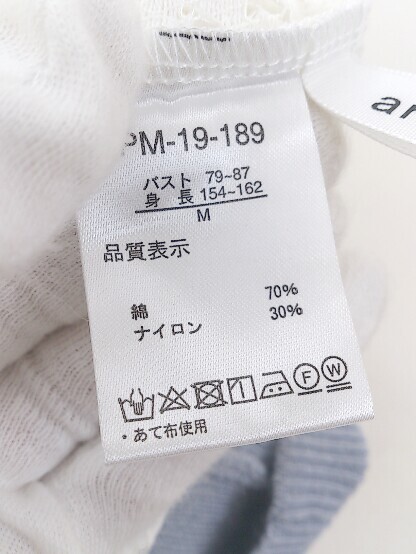 PM-19-189
バスト 79~87
身 長 154~162
M
品質表示
綿 70%
ナイロン 30%
F W
・あて布使用
ar